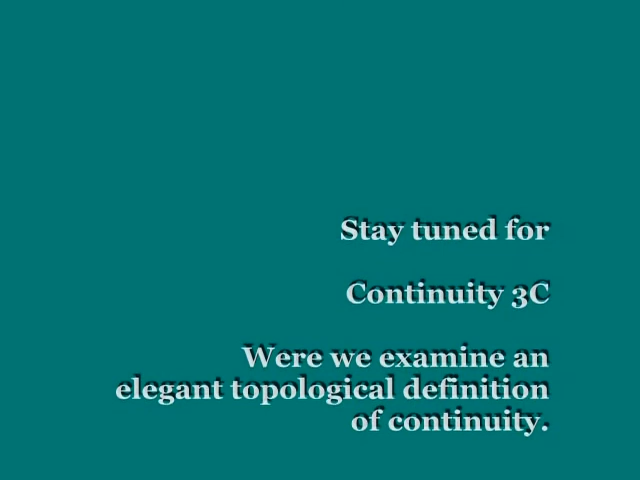 Stay tuned for
Continuity 3C
Were we examine an
elegant topological definition
of continuity.